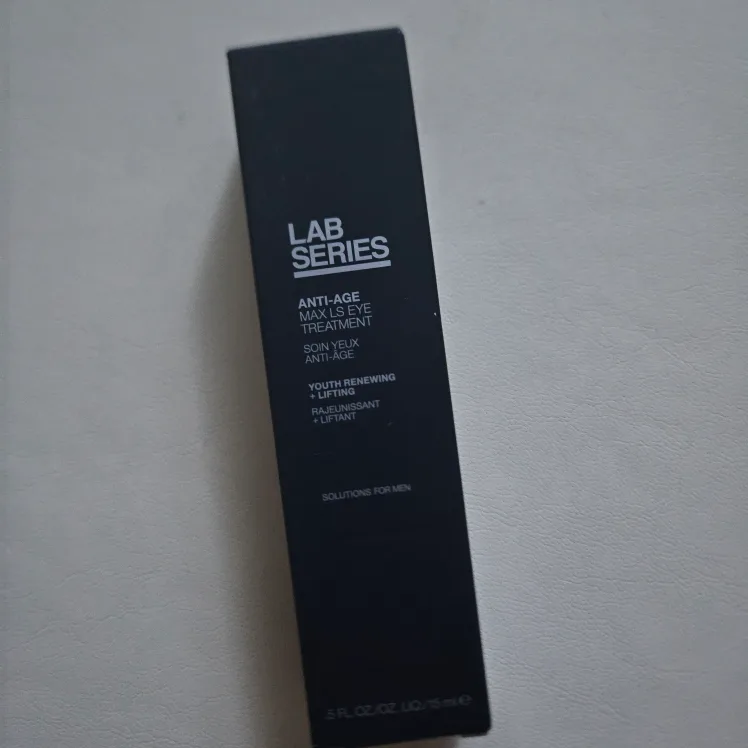 LAB
SERIES
ANTI-AGE
MAX LS EYE
TREATMENT
SOIN YEUX
ANTI-ÂGE
YOUTH RENEWING
+ LIFTING
RAJEUNISSANT
+ LIFTANT
SOLUTIONS FOR MEN
.5 FL.OZ./OZ. LIQ./15 ml ℮